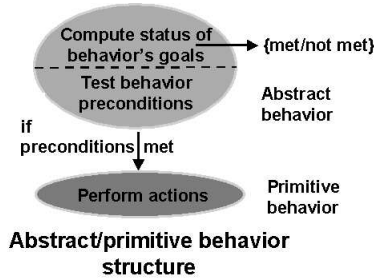 Compute status of
behavior's goals
{met/not met}
Test behavior
preconditions
Abstract
behavior
if
preconditions met
Perform actions
Primitive
behavior
Abstract/primitive behavior
structure